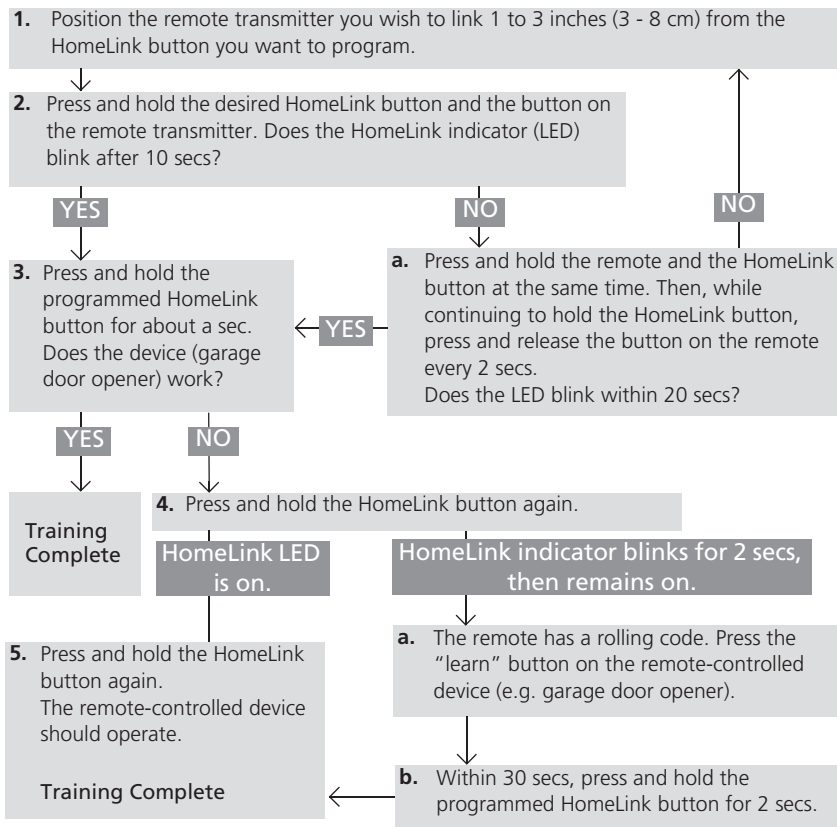 1. Position the remote transmitter you wish to link 1 to 3 inches (3 - 8 cm) from the
HomeLink button you want to program.
2. Press and hold the desired HomeLink button and the button on
the remote transmitter. Does the HomeLink indicator (LED)
blink after 10 secs?
YES
NO
NO
3. Press and hold the
programmed HomeLink
button for about a sec.
Does the device (garage
door opener) work?
YES
a. Press and hold the remote and the HomeLink
button at the same time. Then, while
continuing to hold the HomeLink button,
press and release the button on the remote
every 2 secs.
Does the LED blink within 20 secs?
YES
NO
Training
Complete
4. Press and hold the HomeLink button again.
HomeLink LED
is on.
HomeLink indicator blinks for 2 secs,
then remains on.
5. Press and hold the HomeLink
button again.
The remote-controlled device
should operate.
Training Complete
a. The remote has a rolling code. Press the
“learn” button on the remote-controlled
device (e.g. garage door opener).
b. Within 30 secs, press and hold the
programmed HomeLink button for 2 secs.